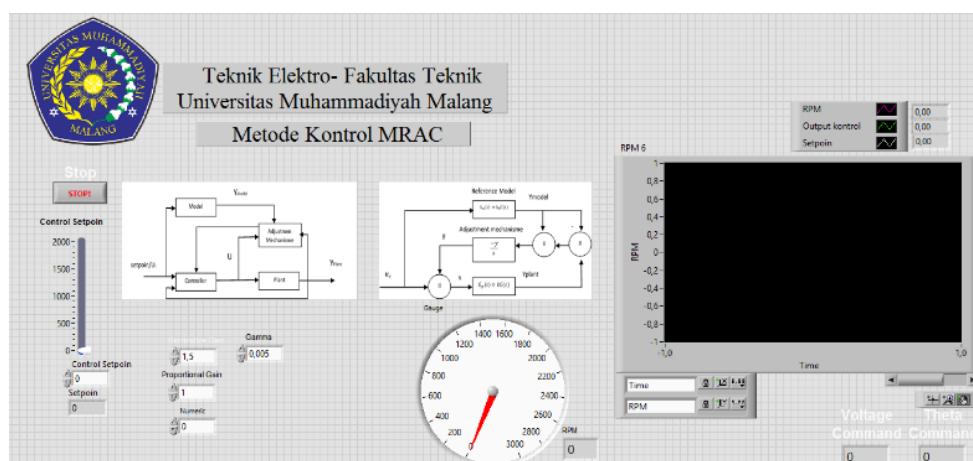 UNIVERSITAS MUHAMMADIYAH
MALANG
Teknik Elektro- Fakultas Teknik
Universitas Muhammadiyah Malang
Metode Kontrol MRAC
Stop
STOP!
Control Setpoin
2000
1500
1000
500
0
Control Setpoin
0
Setpoin
0
Model
Adjustment
Mechanisme
U
Controller
Plant
1,5
Gamma
0,005
Proportional Gain
1
Numeric
0
Reference Model
Ymodel
Adjustment mechanisme
Yplant
Gauge
0
200
400
600
800
1000
1200
1400
1600
1800
2000
2200
2400
2600
2800
3000
RPM
0
RPM
0,00
Output kontrol
0,00
Setpoin
0,00
RPM 6
1
0,8
0,6
0,4
0,2
0
-0,2
-0,4
-0,6
-0,8
-1
RPM
-1,0
1,0
Time
Time
RPM
Voltage
Command
0
Theta
Command
0